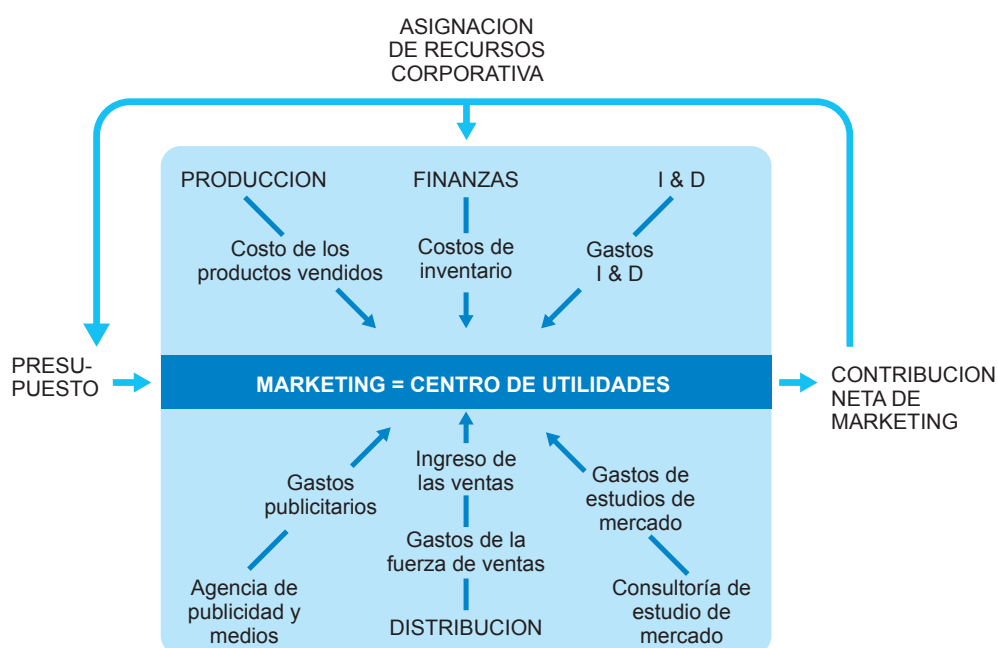 ASIGNACION
DE RECURSOS
CORPORATIVA
PRODUCCION
FINANZAS
I & D
Costo de los
productos vendidos
Costos de
inventario
Gastos
I & D
PRESU-
PUESTO
MARKETING = CENTRO DE UTILIDADES
CONTRIBUCION
NETA DE
MARKETING
Gastos
publicitarios
Ingreso de
las ventas
Gastos de
estudios de
mercado
Gastos de la
fuerza de ventas
Agencia de
publicidad y
medios
DISTRIBUCION
Consultoría de
estudio de
mercado